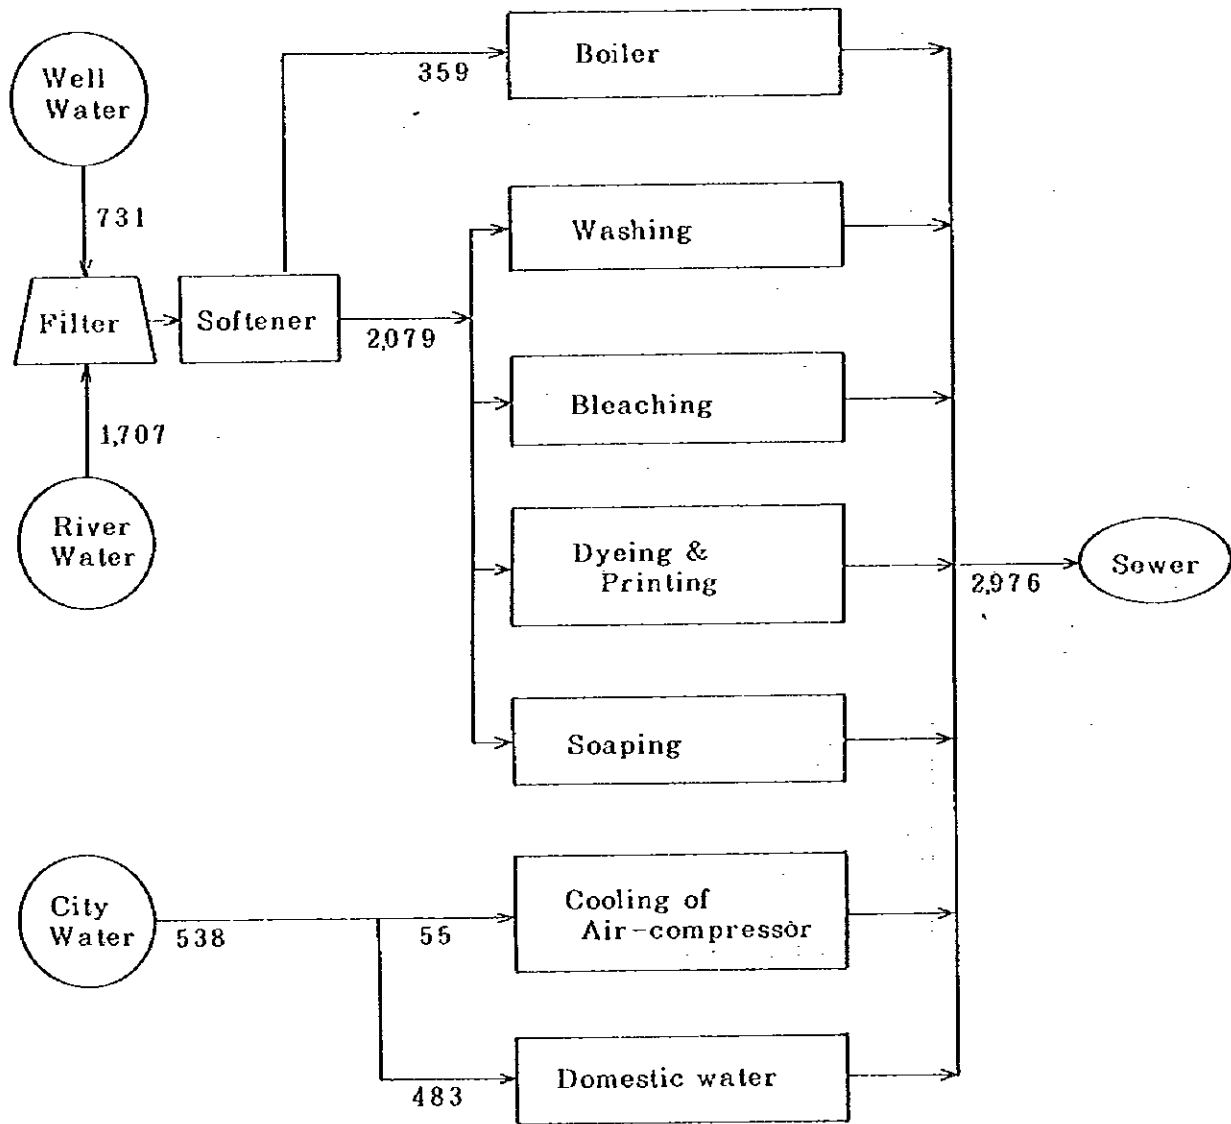 Well
Water
731
Filter
1,707
River
Water
Softener
359
2,079
Boiler
Washing
Bleaching
Dyeing &
Printing
Soaping
2,976
Sewer
City
Water
538
55
Cooling of
Air-compressor
483
Domestic water